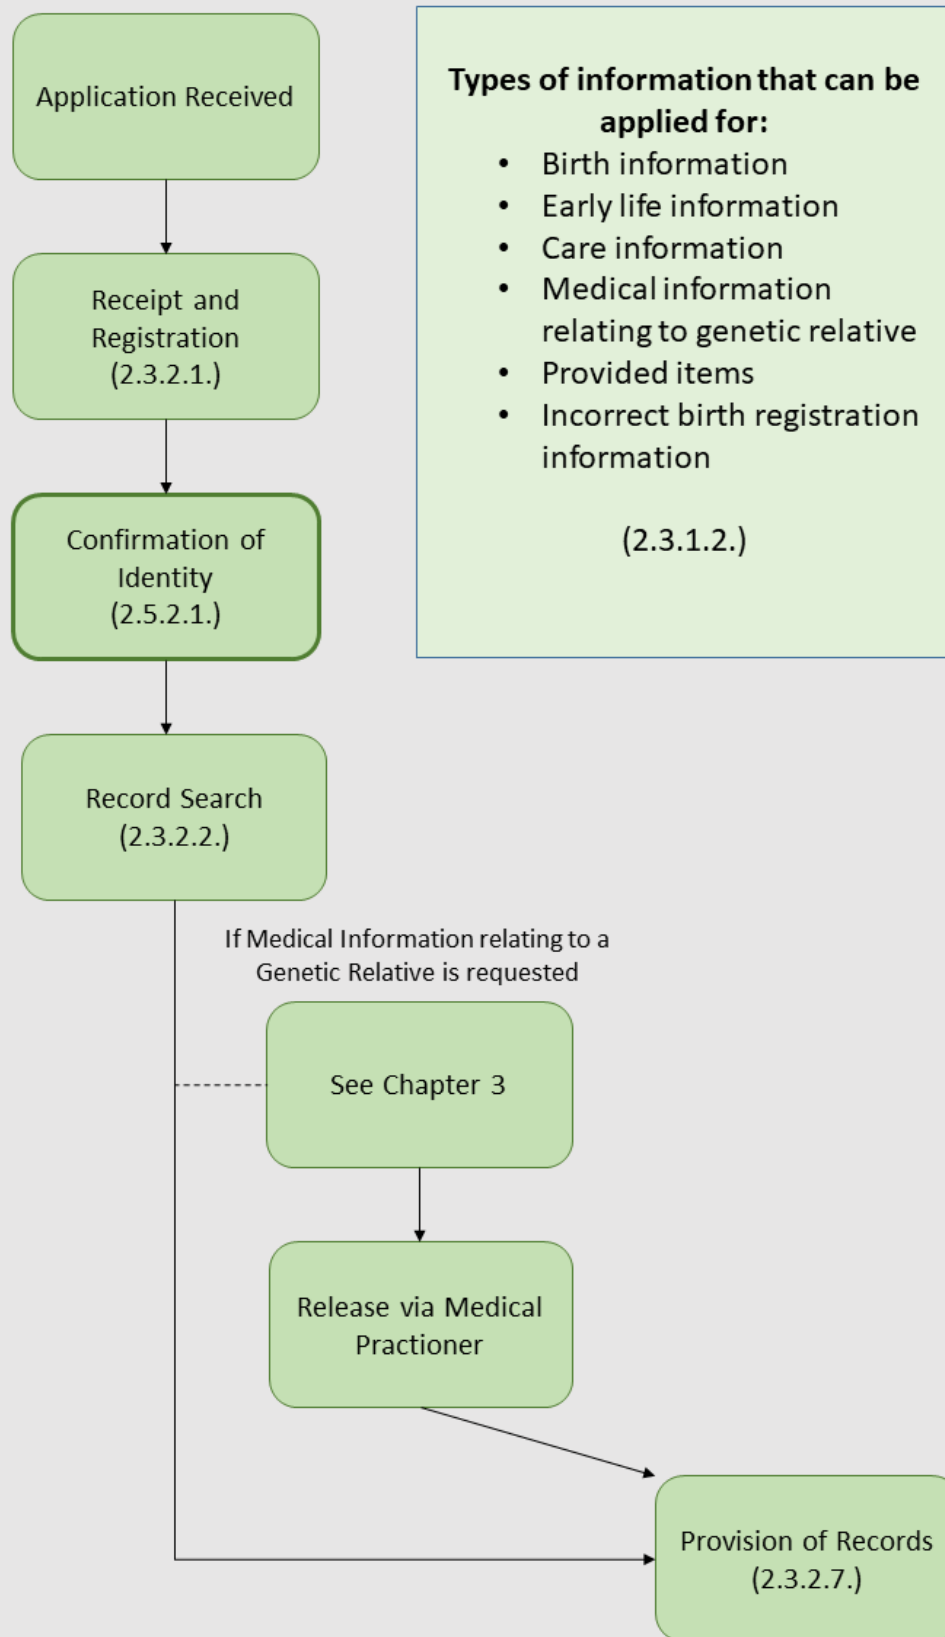 Application Received
Receipt and
Registration
(2.3.2.1.)
Confirmation of
Identity
(2.5.2.1.)
Record Search
(2.3.2.2.)
Types of information that can be
applied for:
• Birth information
• Early life information
• Care information
• Medical information
relating to genetic relative
• Provided items
• Incorrect birth registration
information
(2.3.1.2.)
If Medical Information relating to a
Genetic Relative is requested
See Chapter 3
Release via Medical
Practioner
Provision of Records
(2.3.2.7.)